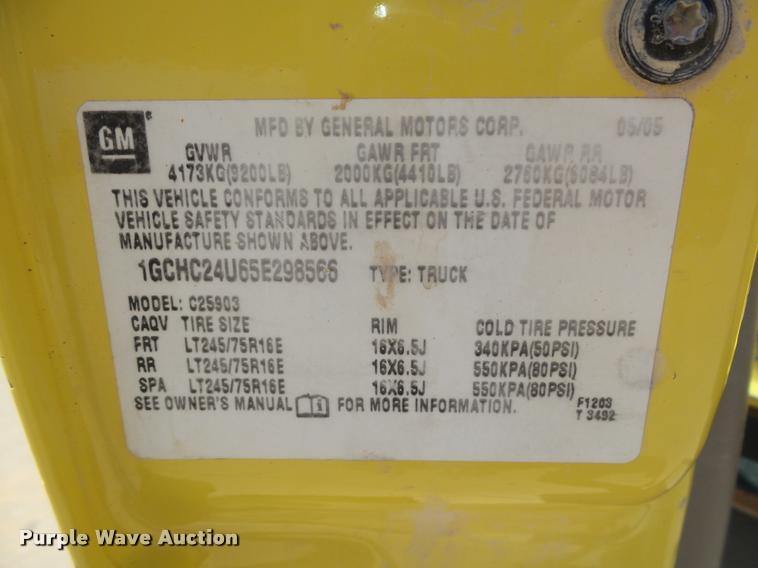 GM
MFD BY GENERAL MOTORS CORP. 05/05
GVWR GAWR FRT GAWR RR
4173KG(9200LB) 2000KG(4410LB) 2760KG(6084LB)
THIS VEHICLE CONFORMS TO ALL APPLICABLE U.S. FEDERAL MOTOR
VEHICLE SAFETY STANDARDS IN EFFECT ON THE DATE OF
MANUFACTURE SHOWN ABOVE.
1GCHC24U65E298566 TYPE: TRUCK
MODEL: C25903
CAQV TIRE SIZE RIM COLD TIRE PRESSURE
FRT LT245/75R16E 16X6.5J 340KPA(50PSI)
RR LT245/75R16E 16X6.5J 550KPA(80PSI)
SPA LT245/75R16E 16X6.5J 550KPA(80PSI)
SEE OWNER'S MANUAL FOR MORE INFORMATION. F1203
T 3492
Purple Wave Auction